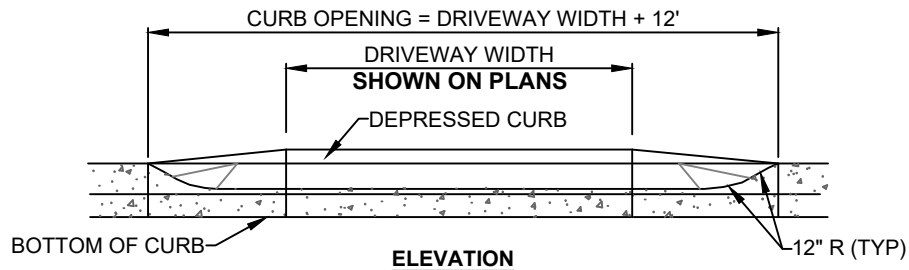 CURB OPENING = DRIVEWAY WIDTH + 12'
DRIVEWAY WIDTH
SHOWN ON PLANS
DEPRESSED CURB
BOTTOM OF CURB
12" R (TYP)
ELEVATION